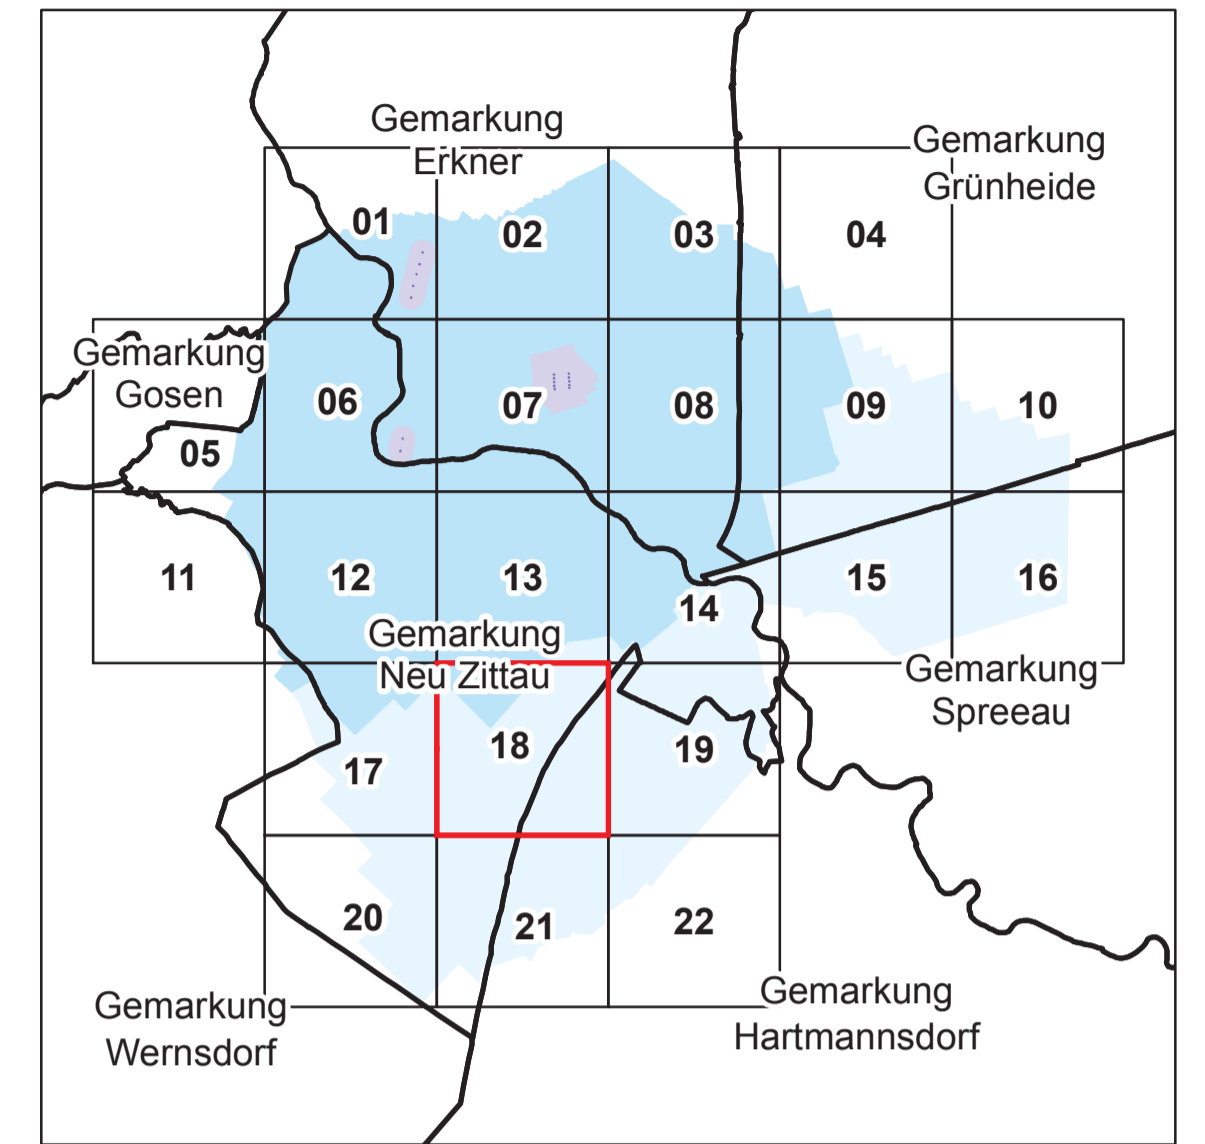 Gemarkung
Erkner
Gemarkung
Grünheide
01
02
03
04
Gemarkung
Gosen
05
06
07
08
09
10
11
12
13
14
15
16
Gemarkung
Neu Zittau
Gemarkung
Spreeau
17
18
19
20
21
22
Gemarkung
Wernsdorf
Gemarkung
Hartmannsdorf